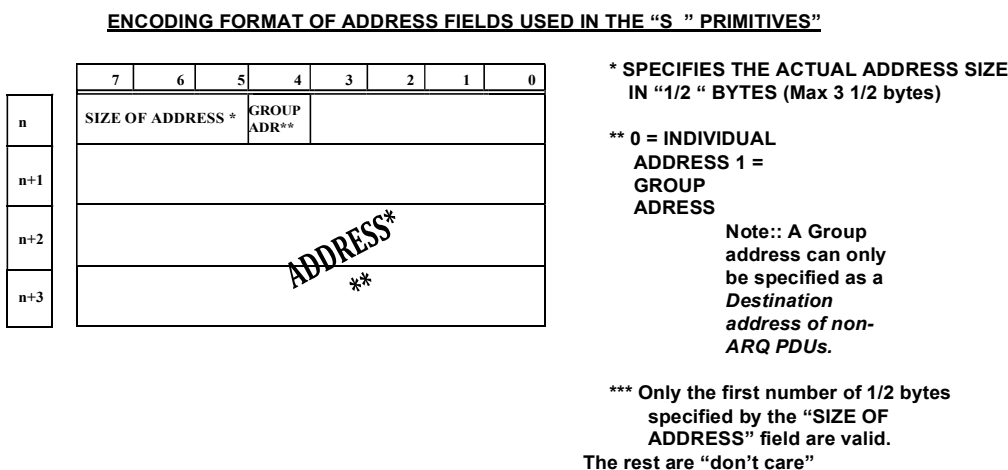 ENCODING FORMAT OF ADDRESS FIELDS USED IN THE “S_” PRIMITIVES”
7 6 5 4 3 2 1 0
n
SIZE OF ADDRESS *
GROUP
ADR**
n+1
n+2
n+3
ADDRESS*
**
* SPECIFIES THE ACTUAL ADDRESS SIZE
IN “1/2 “ BYTES (Max 3 1/2 bytes)
** 0 = INDIVIDUAL
ADDRESS 1 =
GROUP
ADRESS
Note:: A Group
address can only
be specified as a
Destination
address of non-
ARQ PDUs.
*** Only the first number of 1/2 bytes
specified by the “SIZE OF
ADDRESS” field are valid.
The rest are “don’t care”